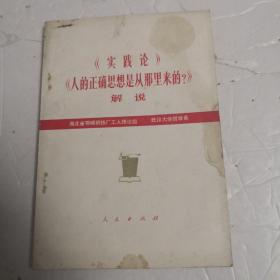 《实践论》
《人的正确思想是从那里来的?》
解说
湖北省鄂城钢铁厂工人理论组 武汉大学哲学系
人民出版社